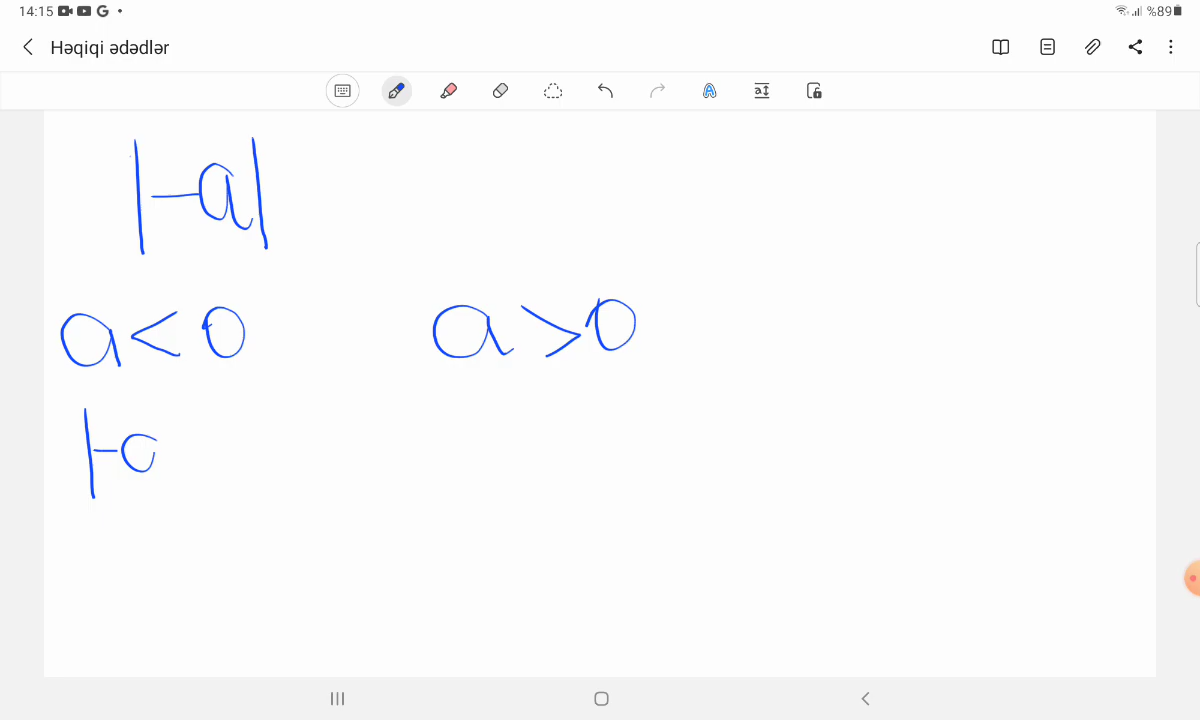 14:15 G • %89
Həqiqi ədədlər
|-a|
a<0 a>0
|-a